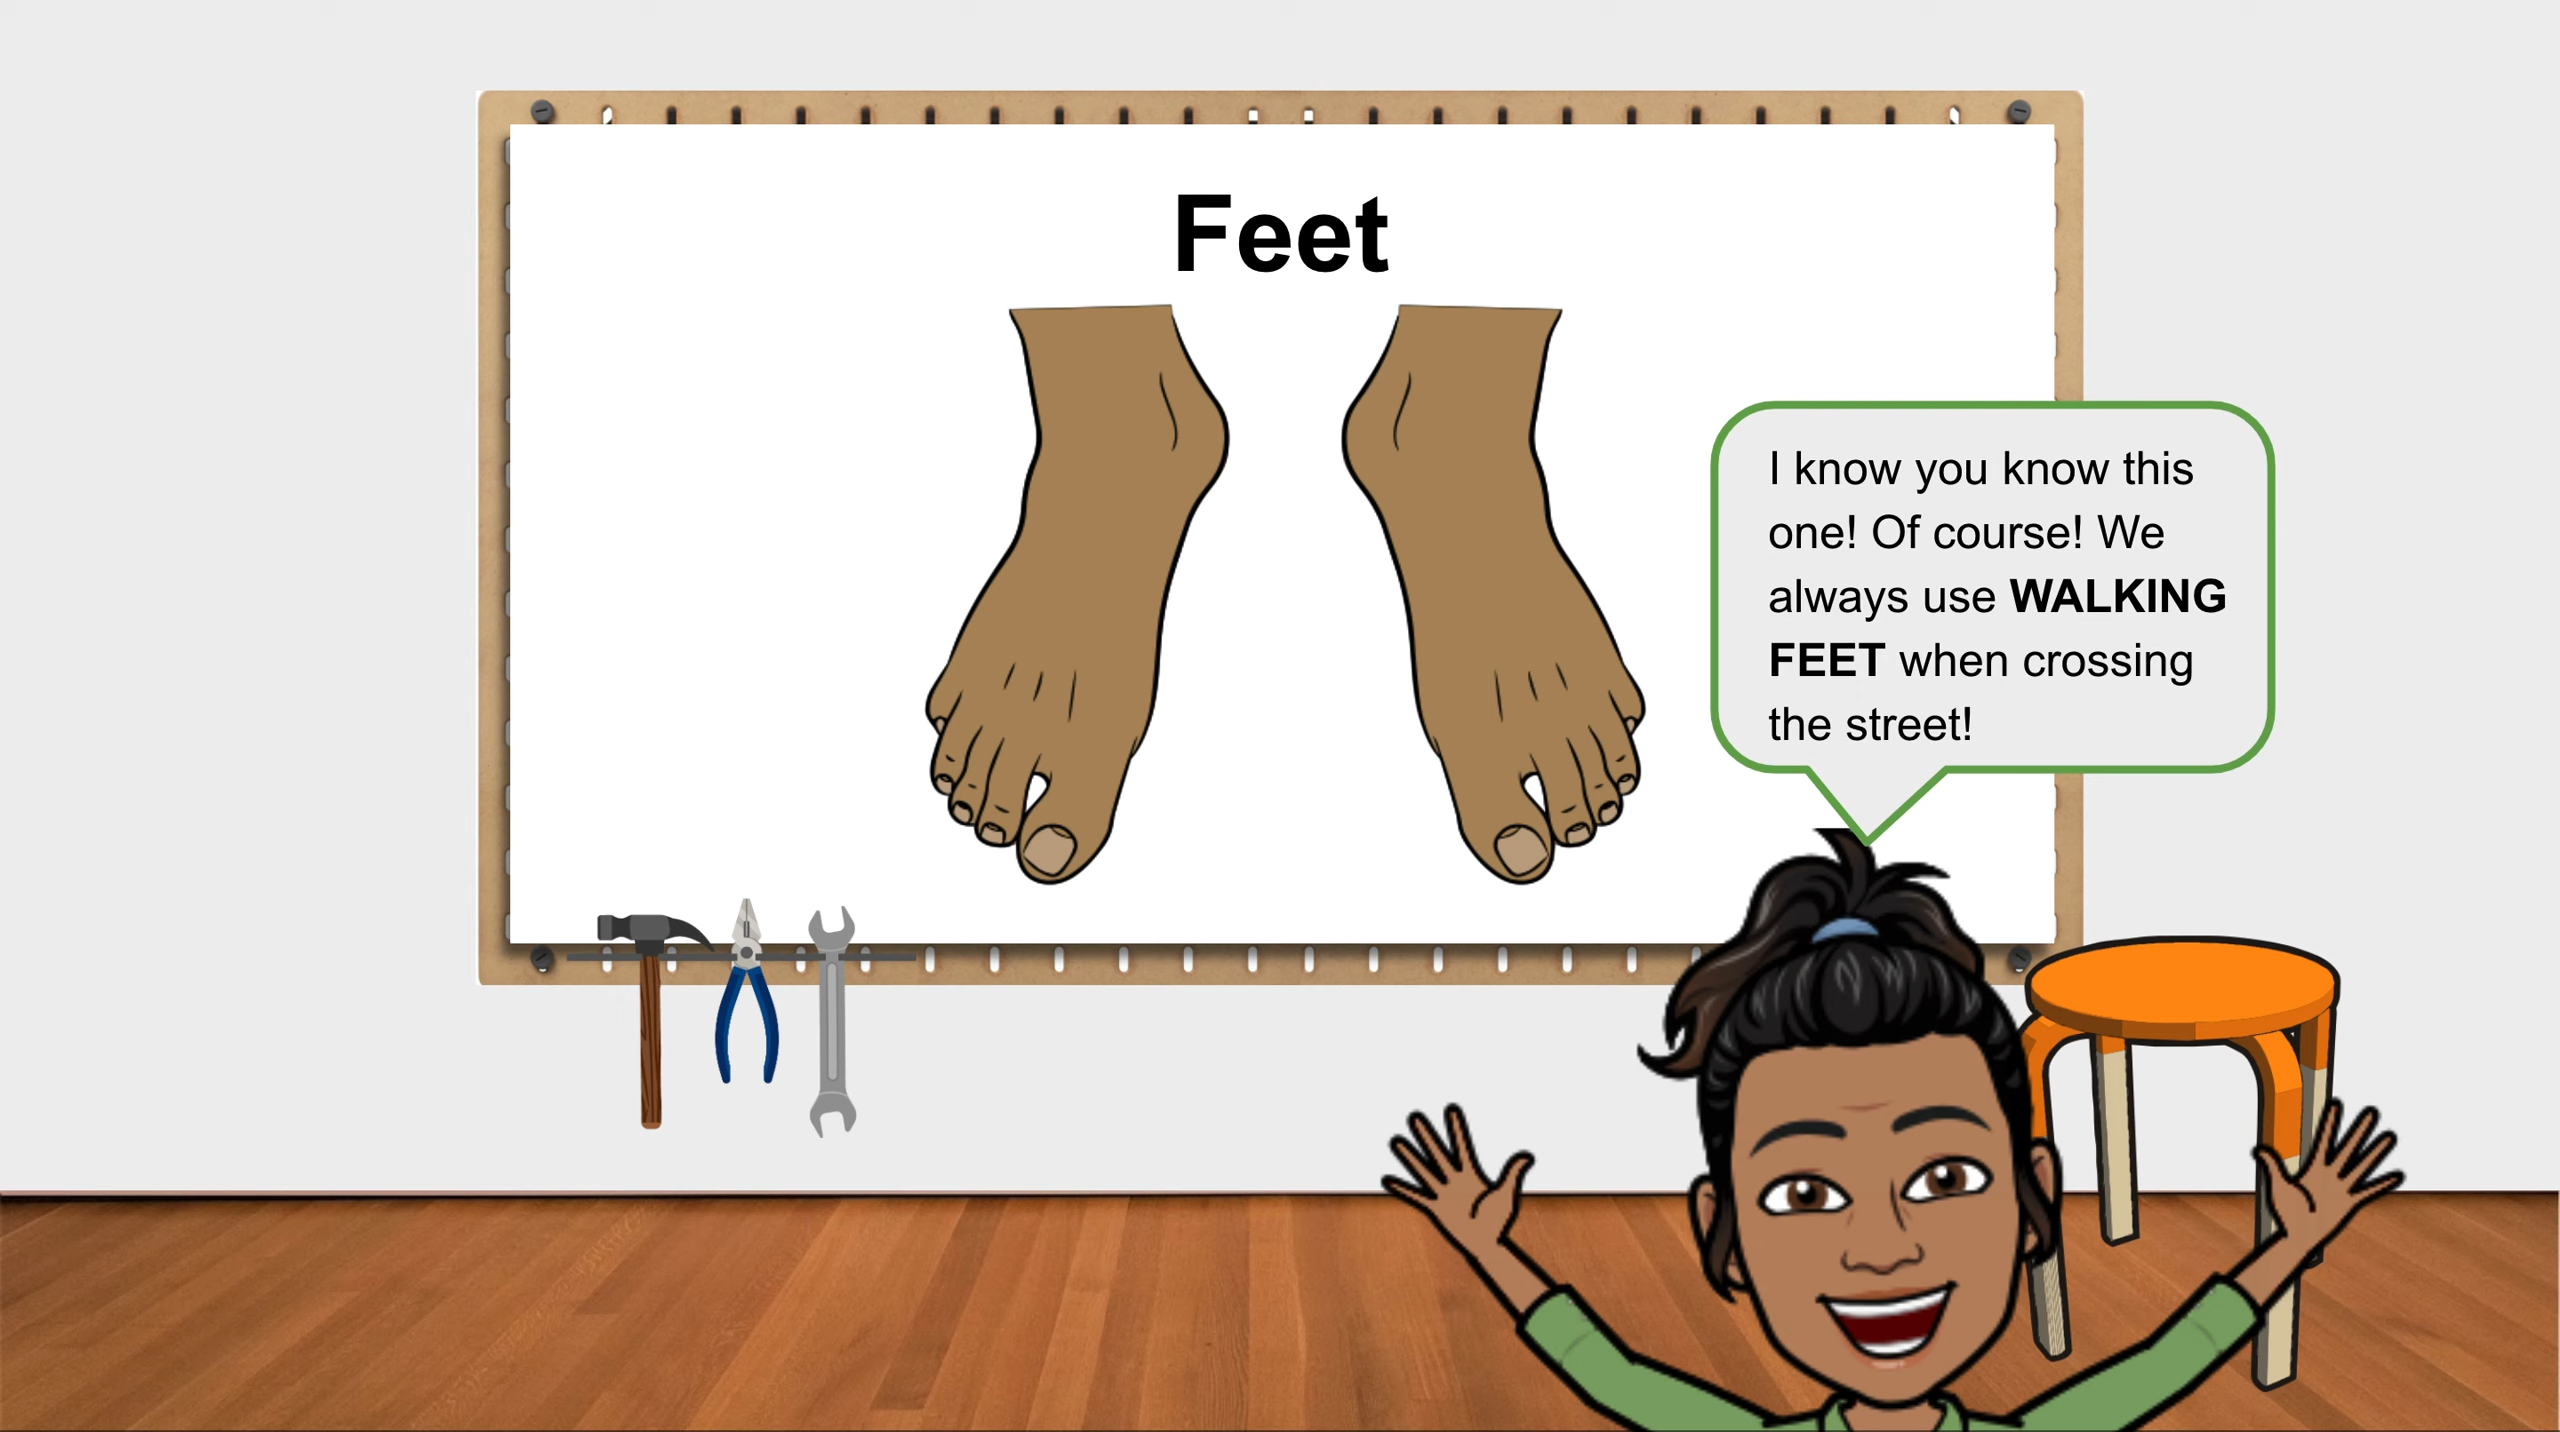 Feet
I know you know this
one! Of course! We
always use WALKING
FEET when crossing
the street!